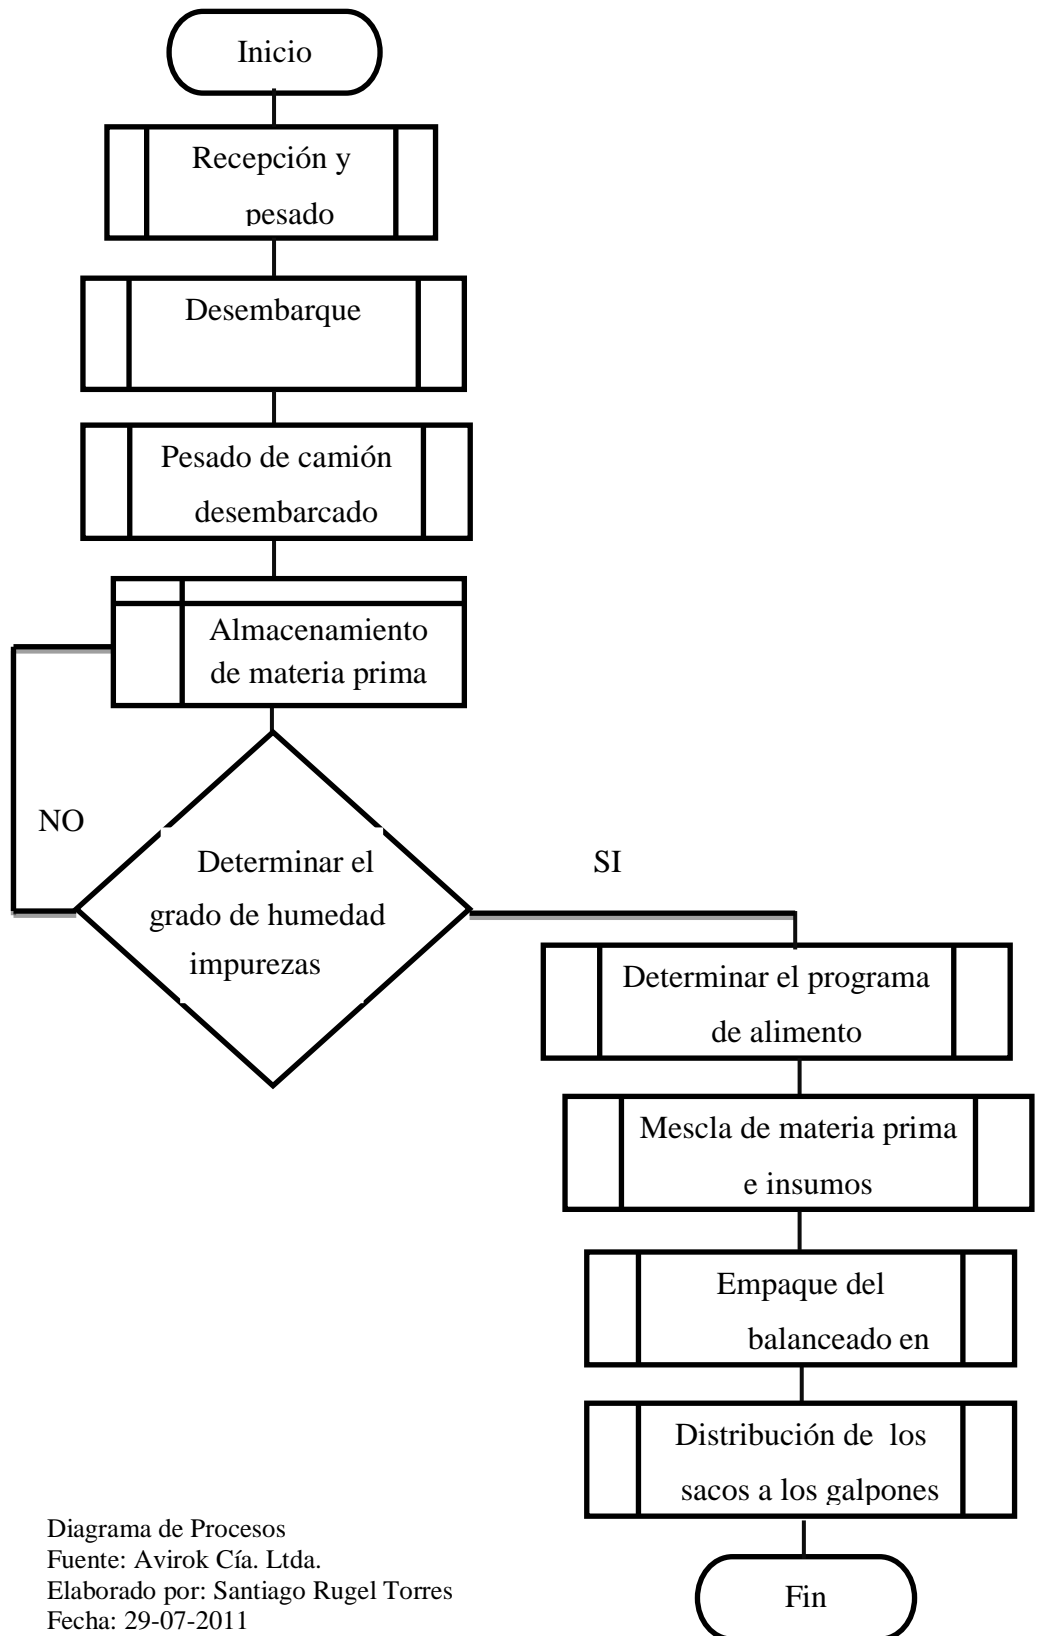 Inicio
Recepción y
pesado
Desembarque
Pesado de camión
desembarcado
Almacenamiento
de materia prima
NO
Determinar el
grado de humedad
impurezas
SI
Determinar el programa
de alimento
Mescla de materia prima
e insumos
Empaque del
balanceado en
Distribución de los
sacos a los galpones
Fin
Diagrama de Procesos
Fuente: Avirok Cía. Ltda.
Elaborado por: Santiago Rugel Torres
Fecha: 29-07-2011